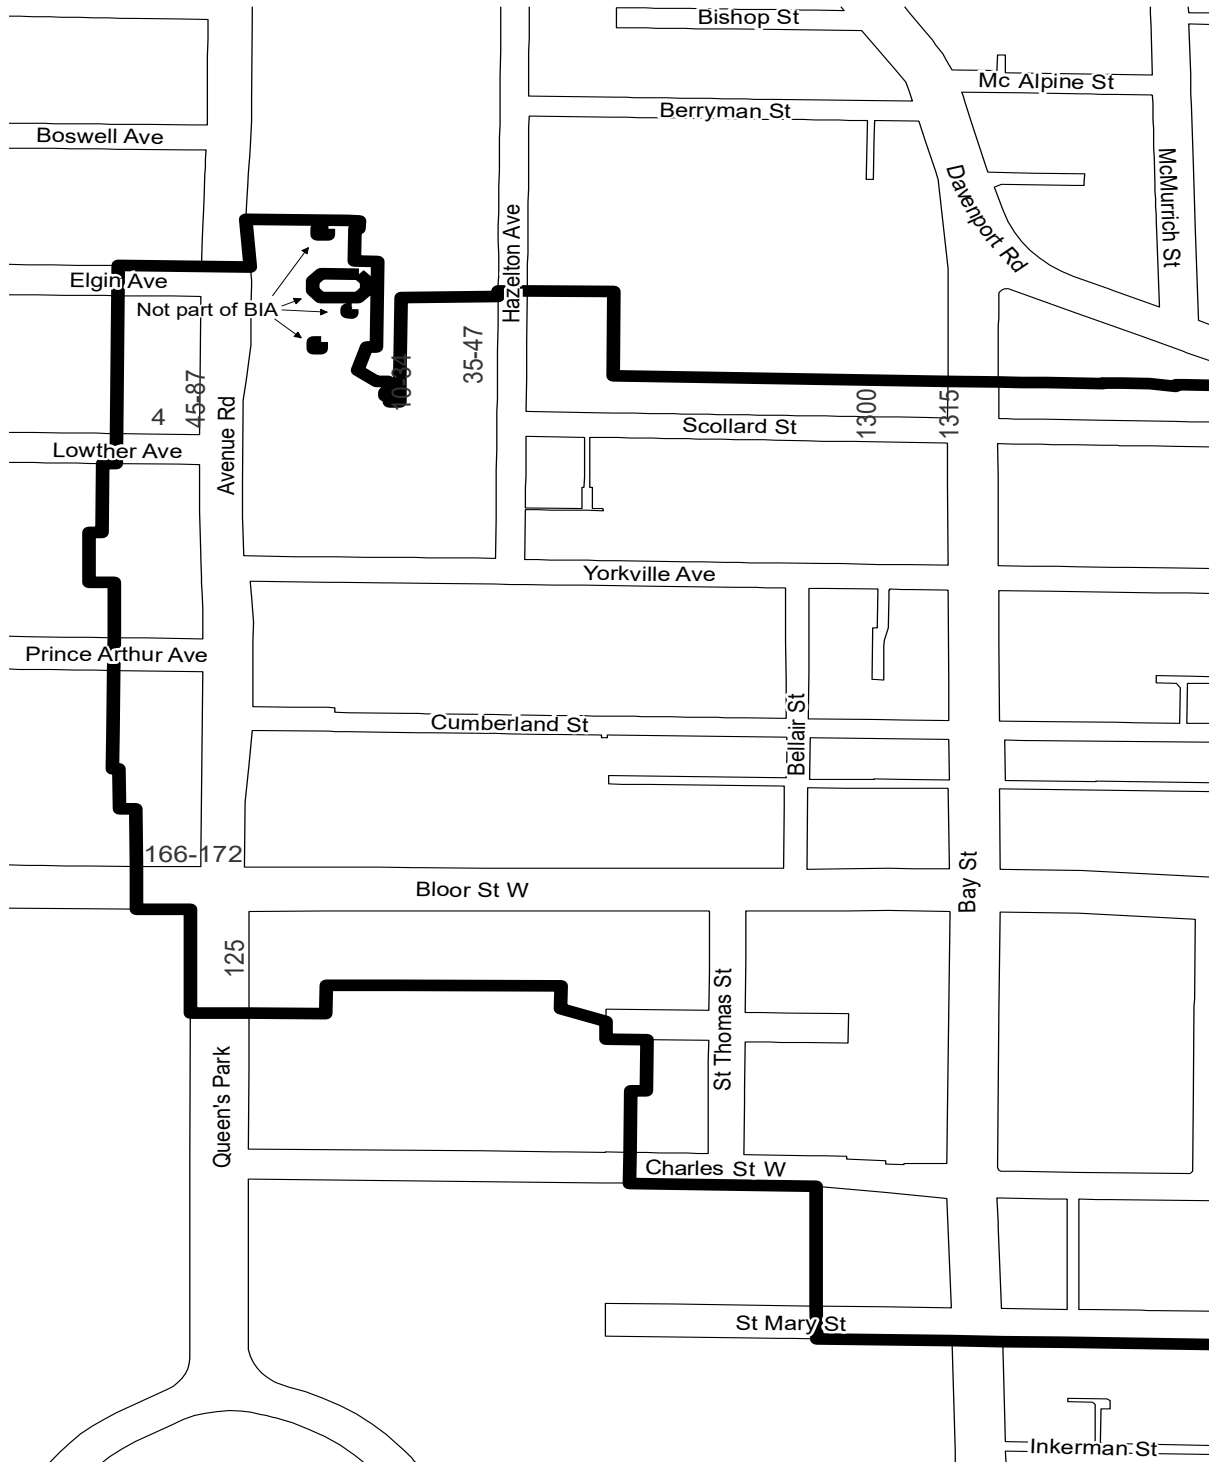 Bishop St
Mc Alpine St
Berryman St
Boswell Ave
McMurrich St
Davenport Rd
Hazelton Ave
Elgin Ave
Not part of BIA
35-47
10-34
45-87
4
1300
1315
Avenue Rd
Scollard St
Lowther Ave
Yorkville Ave
Prince Arthur Ave
Cumberland St
Bellair St
166-172
Bloor St W
Bay St
125
St Thomas St
Queen's Park
Charles St W
St Mary St
Inkerman St